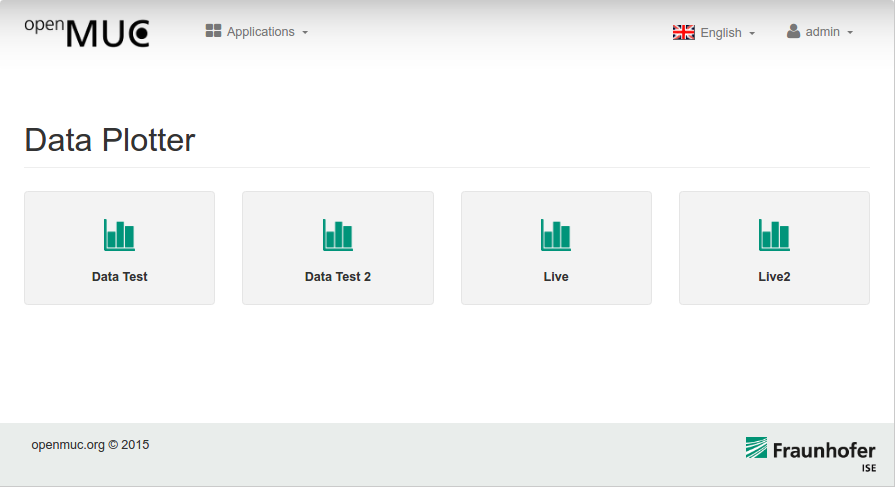 openMUC
Applications
English
admin
Data Plotter
Data Test
Data Test 2
Live
Live2
openmuc.org © 2015
Fraunhofer
ISE